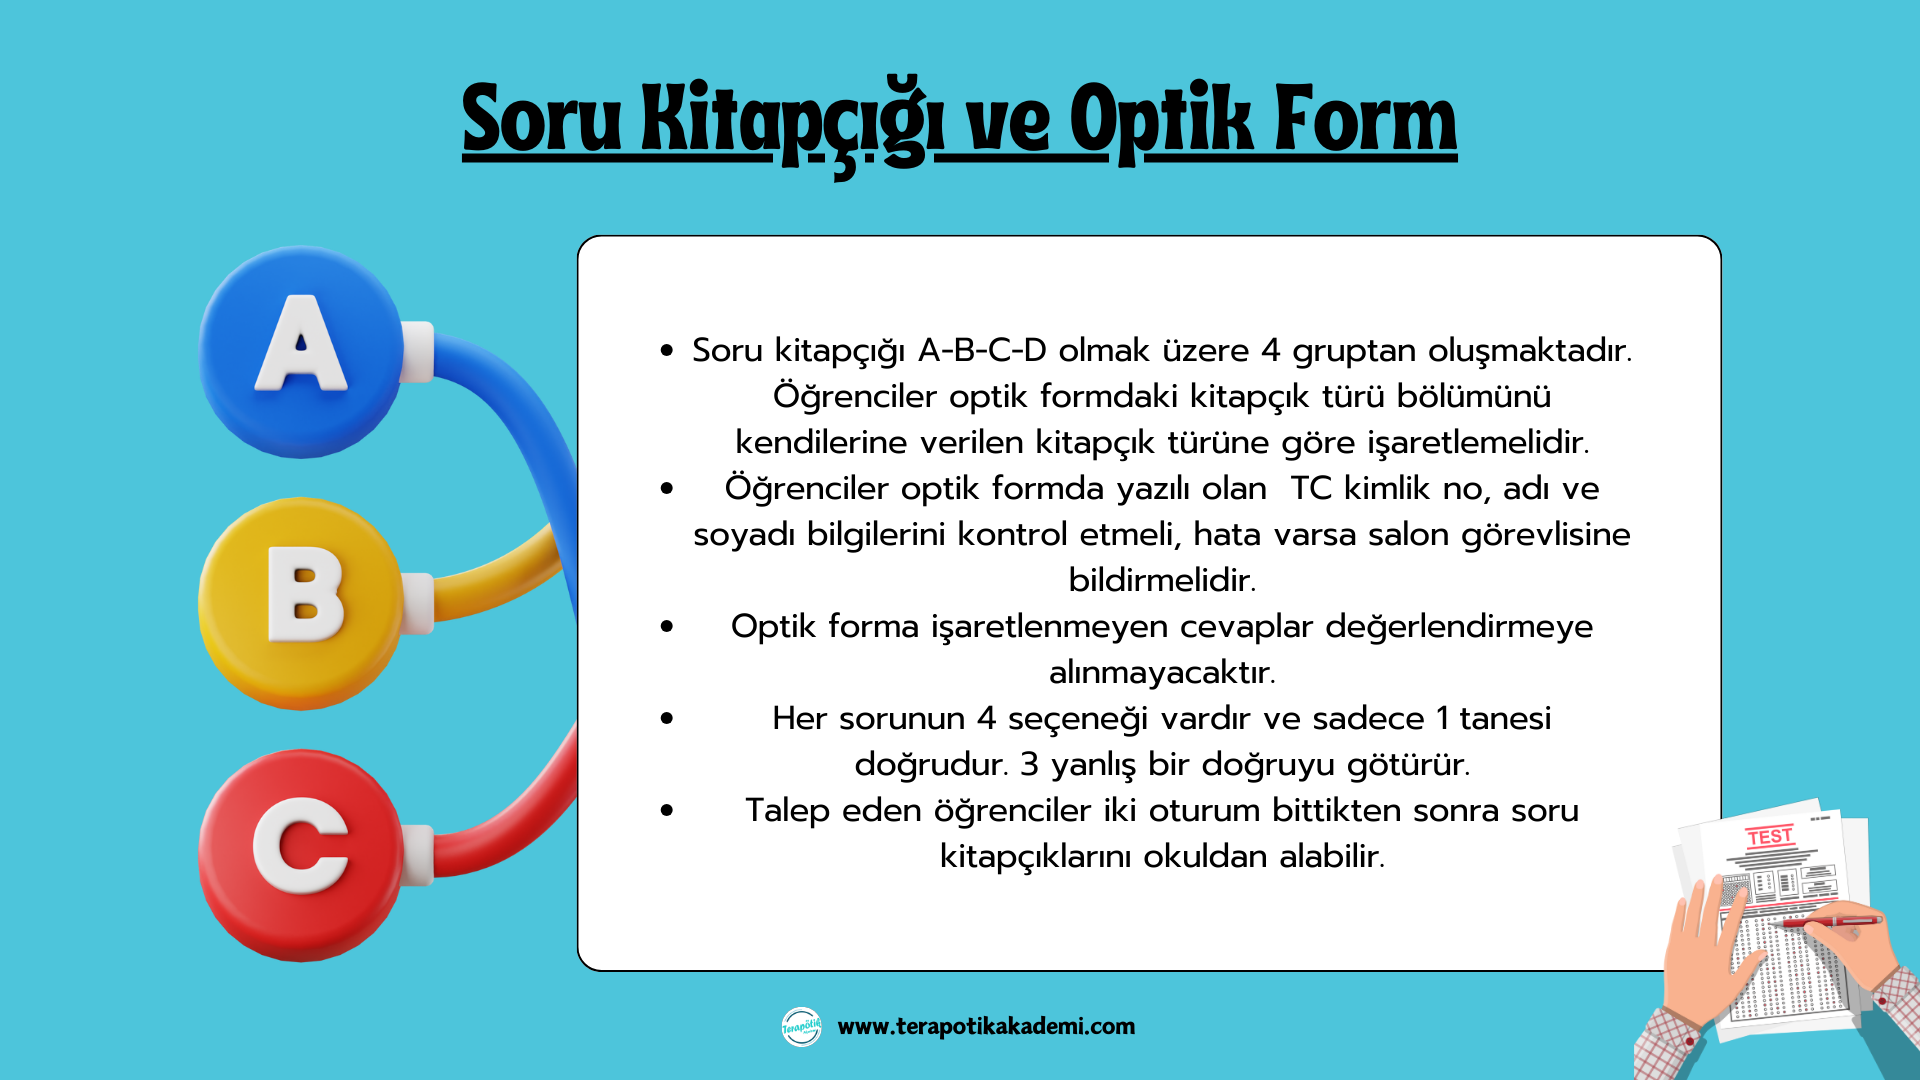 Soru Kitapçığı ve Optik Form
A
B
C
• Soru kitapçığı A-B-C-D olmak üzere 4 gruptan oluşmaktadır.
Öğrenciler optik formdaki kitapçık türü bölümünü
kendilerine verilen kitapçık türüne göre işaretlemelidir.
• Öğrenciler optik formda yazılı olan  TC kimlik no, adı ve
soyadı bilgilerini kontrol etmeli, hata varsa salon görevlisine
bildirmelidir.
• Optik forma işaretlenmeyen cevaplar değerlendirmeye
alınmayacaktır.
• Her sorunun 4 seçeneği vardır ve sadece 1 tanesi
doğrudur. 3 yanlış bir doğruyu götürür.
• Talep eden öğrenciler iki oturum bittikten sonra soru
kitapçıklarını okuldan alabilir.
TEST
Terapötik
www.terapotikakademi.com